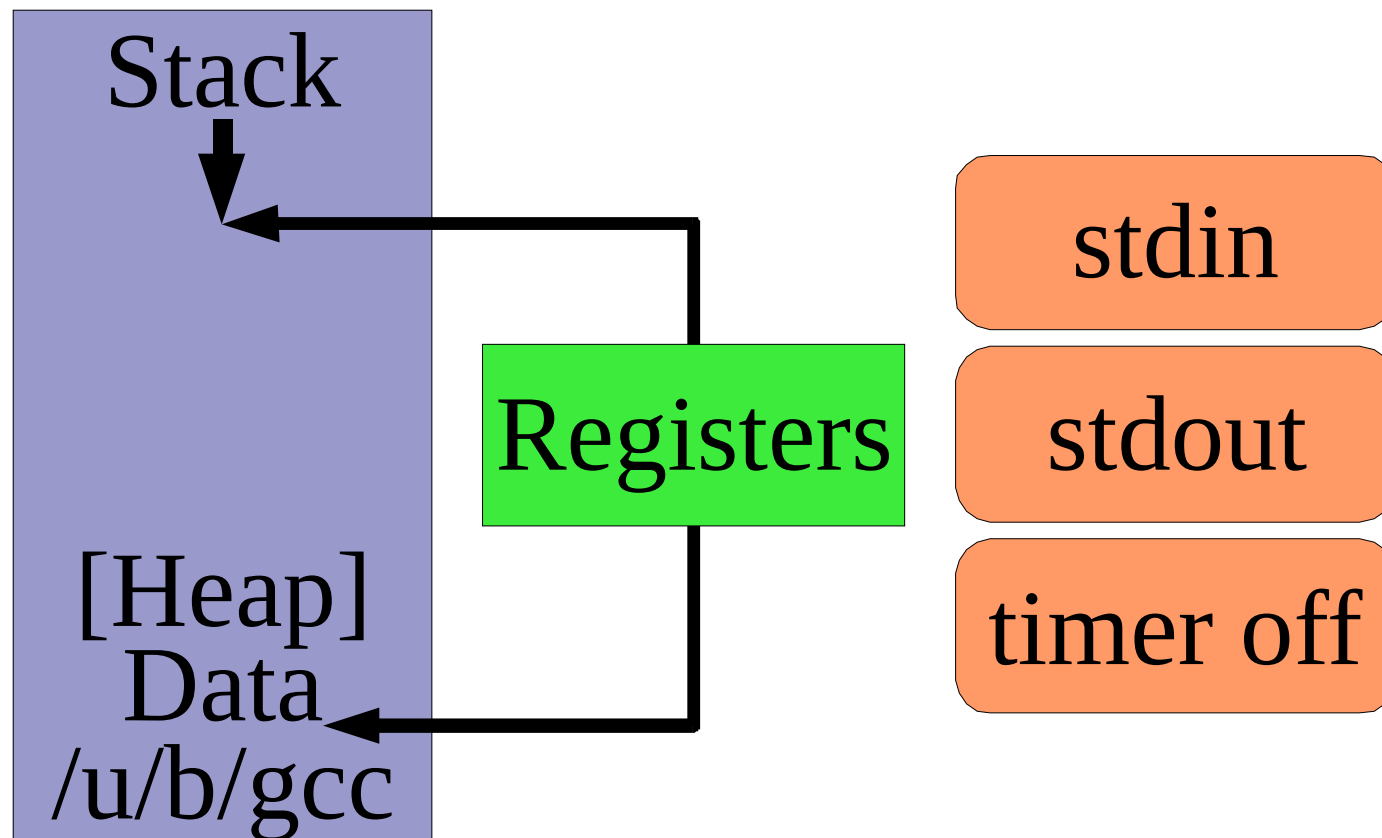 Stack
stdin
Registers
stdout
[Heap]
Data
/u/b/gcc
timer off